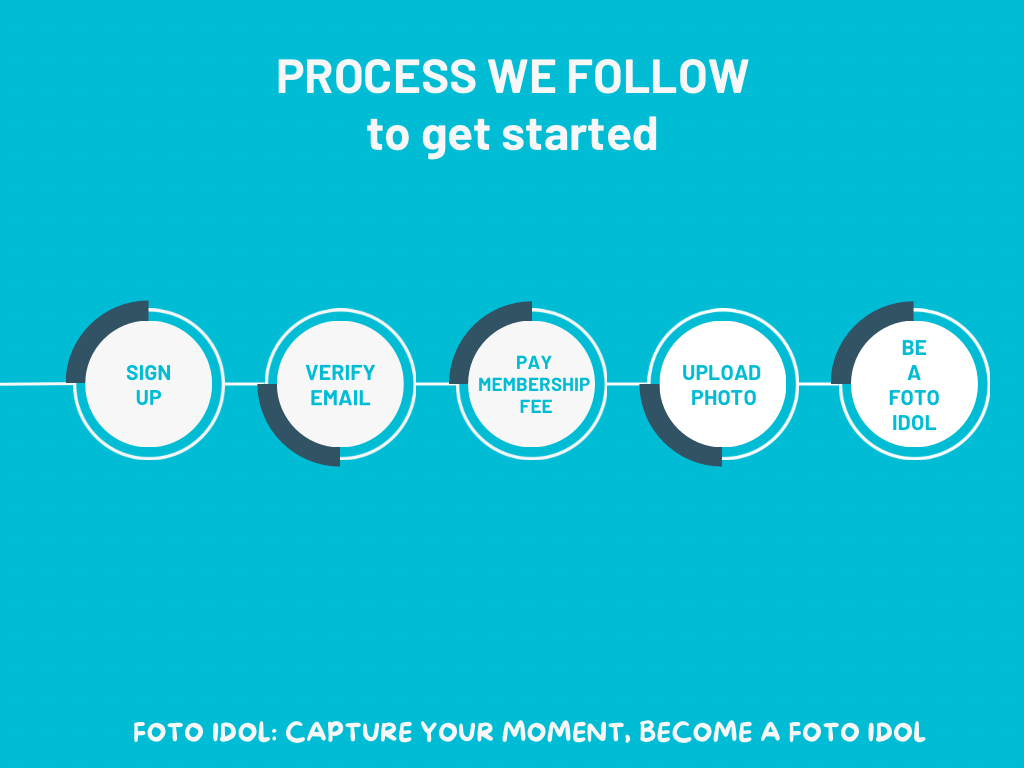 PROCESS WE FOLLOW
to get started
SIGN
UP
VERIFY
EMAIL
PAY
MEMBERSHIP
FEE
UPLOAD
PHOTO
BE
A
FOTO
IDOL
FOTO IDOL: CAPTURE YOUR MOMENT, BECOME A FOTO IDOL